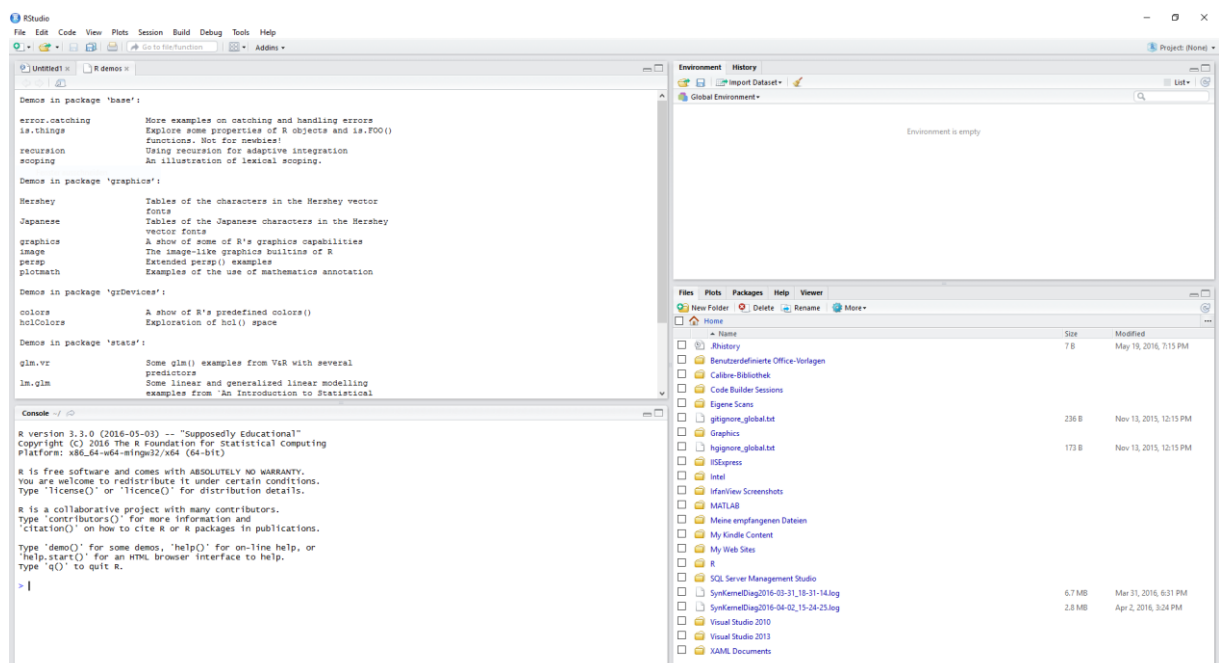 RStudio
File Edit Code View Plots Session Build Debug Tools Help
Go to file/function Addins
Project: (None)
Untitled1 R demos
Demos in package 'base':
error.catching More examples on catching and handling errors
is.things Explore some properties of R objects and is.FOO()
functions. Not for newbies!
recursion Using recursion for adaptive integration
scoping An illustration of lexical scoping.
Demos in package 'graphics':
Hershey Tables of the characters in the Hershey vector
fonts
Japanese Tables of the Japanese characters in the Hershey
vector fonts
graphics A show of some of R's graphics capabilities
image The image-like graphics builtins of R
persp Extended persp() examples
plotmath Examples of the use of mathematics annotation
Demos in package 'grDevices':
colors A show of R's predefined colors()
hclColors Exploration of hcl() space
Demos in package 'stats':
glm.vr Some glm() examples from V&R with several
predictors
lm.glm Some linear and generalized linear modelling
examples from `An Introduction to Statistical
Console ~/
R version 3.3.0 (2016-05-03) -- "Supposedly Educational"
Copyright (C) 2016 The R Foundation for Statistical Computing
Platform: x86_64-w64-mingw32/x64 (64-bit)
R is free software and comes with ABSOLUTELY NO WARRANTY.
You are welcome to redistribute it under certain conditions.
Type 'license()' or 'licence()' for distribution details.
R is a collaborative project with many contributors.
Type 'contributors()' for more information and
'citation()' on how to cite R or R packages in publications.
Type 'demo()' for some demos, 'help()' for on-line help, or
'help.start()' for an HTML browser interface to help.
Type 'q()' to quit R.
>
Environment History
Import Dataset List
Global Environment
Environment is empty
Files Plots Packages Help Viewer
New Folder Delete Rename More
Home
Name Size Modified
.Rhistory 7 B May 19, 2016, 7:15 PM
Benutzerdefinierte Office-Vorlagen
Calibre-Bibliothek
Code Builder Sessions
Eigene Scans
gitignore_global.txt 236 B Nov 13, 2015, 12:15 PM
Graphics
hgignore_global.txt 173 B Nov 13, 2015, 12:15 PM
IISExpress
Intel
IrfanView Screenshots
MATLAB
Meine empfangenen Dateien
My Kindle Content
My Web Sites
R
SQL Server Management Studio
SynKernelDiag2016-03-31_18-31-14.log 6.7 MB Mar 31, 2016, 6:31 PM
SynKernelDiag2016-04-02_15-24-25.log 2.8 MB Apr 2, 2016, 3:24 PM
Visual Studio 2010
Visual Studio 2013
XAML Documents